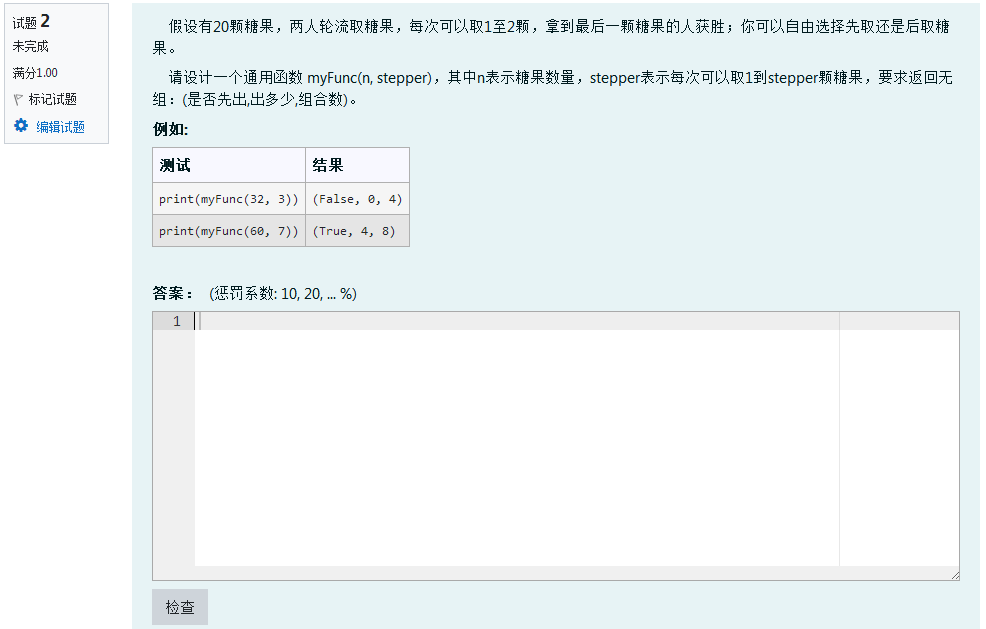 试题 2
未完成
满分1.00
标记试题
编辑试题
假设有20颗糖果，两人轮流取糖果，每次可以取1至2颗，拿到最后一颗糖果的人获胜；你可以自由选择先取还是后取糖
果。
请设计一个通用函数 myFunc(n, stepper)，其中n表示糖果数量，stepper表示每次可以取1到stepper颗糖果，要求返回无
组：(是否先出,出多少,组合数)。
例如:
测试 结果
print(myFunc(32, 3)) (False, 0, 4)
print(myFunc(60, 7)) (True, 4, 8)
答案： (惩罚系数: 10, 20, ... %)
1
检查